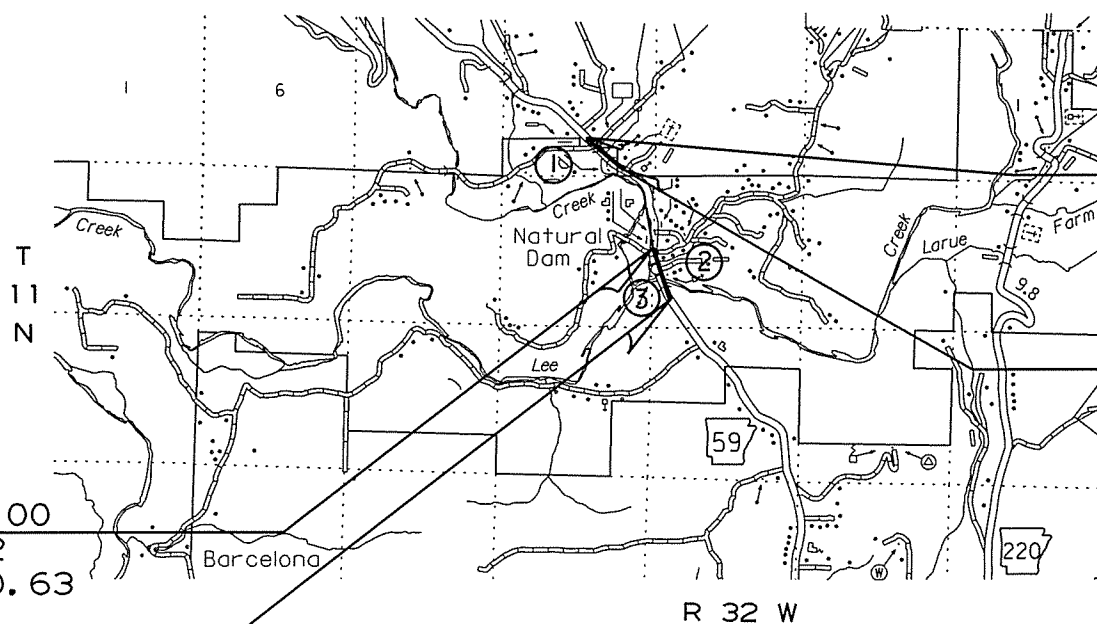 1
6
1
Creek
Creek
Natural
Dam
Creek
Larue
Farm
T
11
N
2
3
9.8
Lee
59
00
0.63
Barcelona
220
W
R 32 W